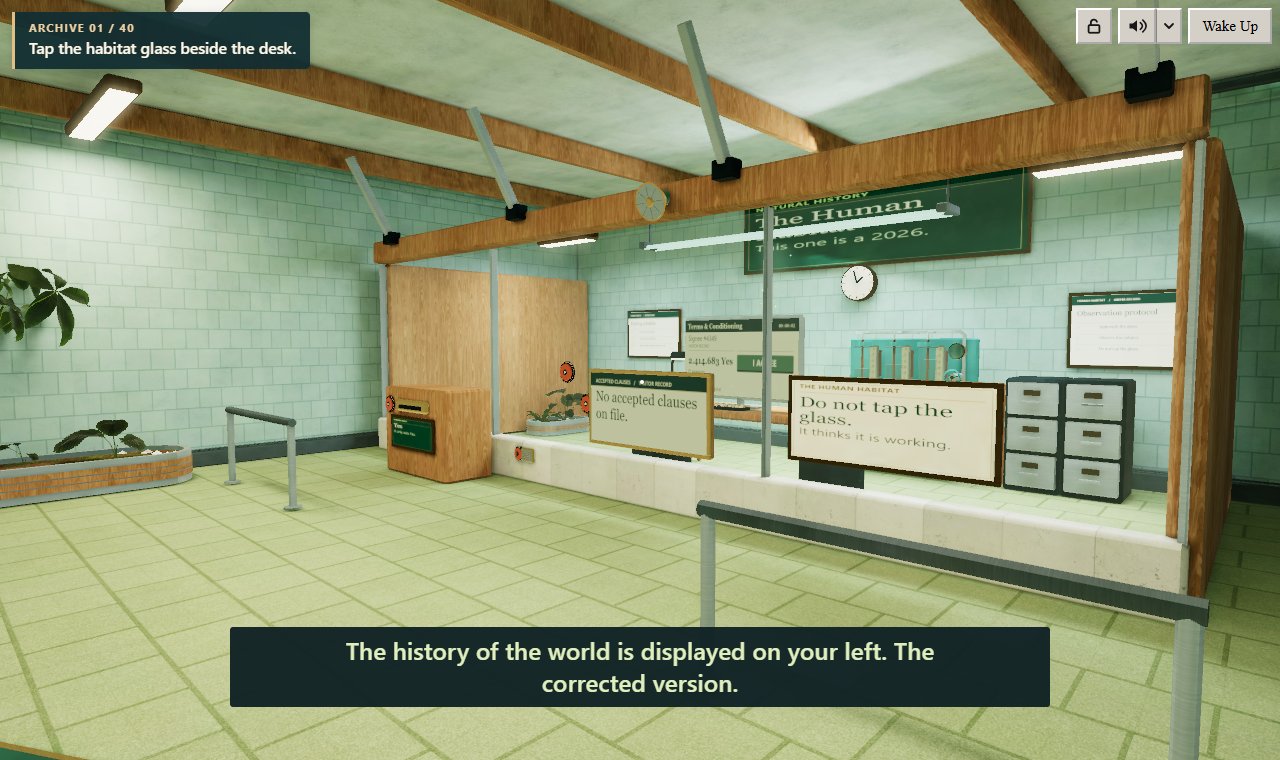 ARCHIVE 01 / 40
Tap the habitat glass beside the desk.
Wake Up
NATURAL HISTORY
The Human
This one is a 2026.
Observation protocol
Terms & Conditioning
2,414,683 Yes
I AGREE
ACCEPTED CLAUSES / VISITOR RECORD
No accepted clauses
on file.
THE HUMAN HABITAT
Do not tap the
glass.
It thinks it is working.
Yes
The history of the world is displayed on your left. The
corrected version.